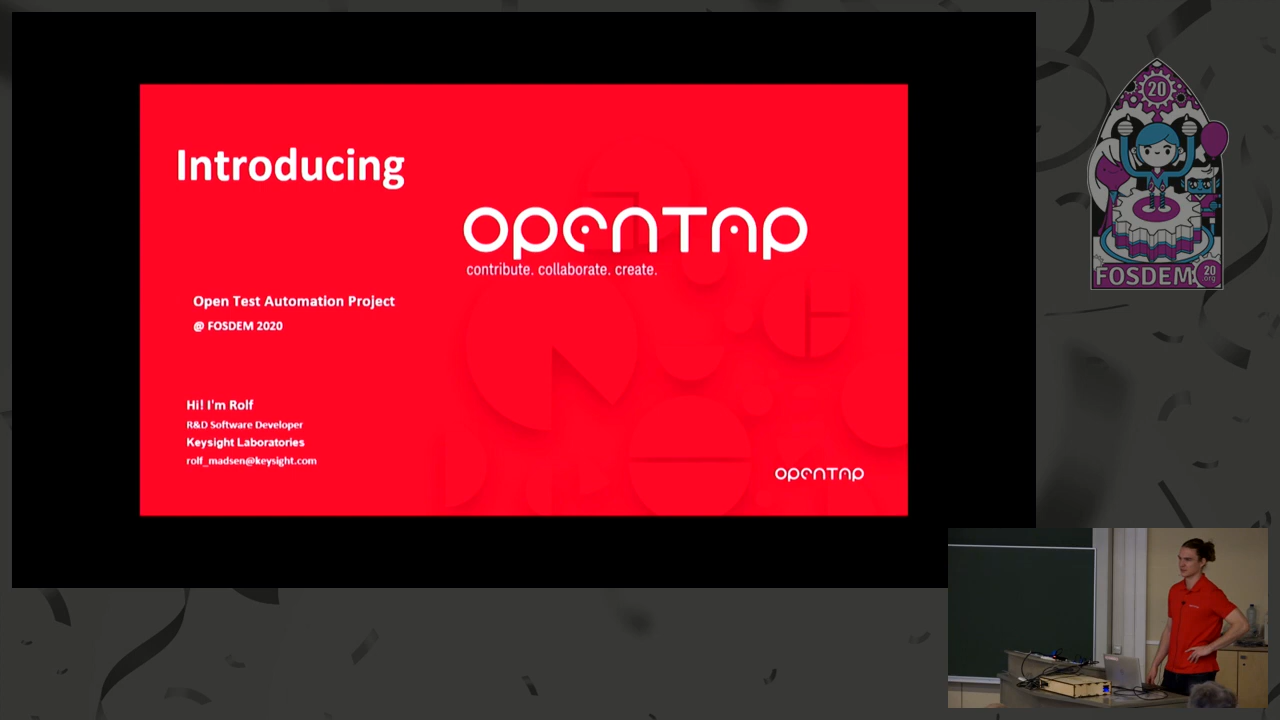 Introducing
OPENTAP
contribute. collaborate. create.
Open Test Automation Project
@ FOSDEM 2020
Hi! I'm Rolf
R&D Software Developer
Keysight Laboratories
rolf_madsen@keysight.com
OPENTAP
20
FOSDEM
20
org